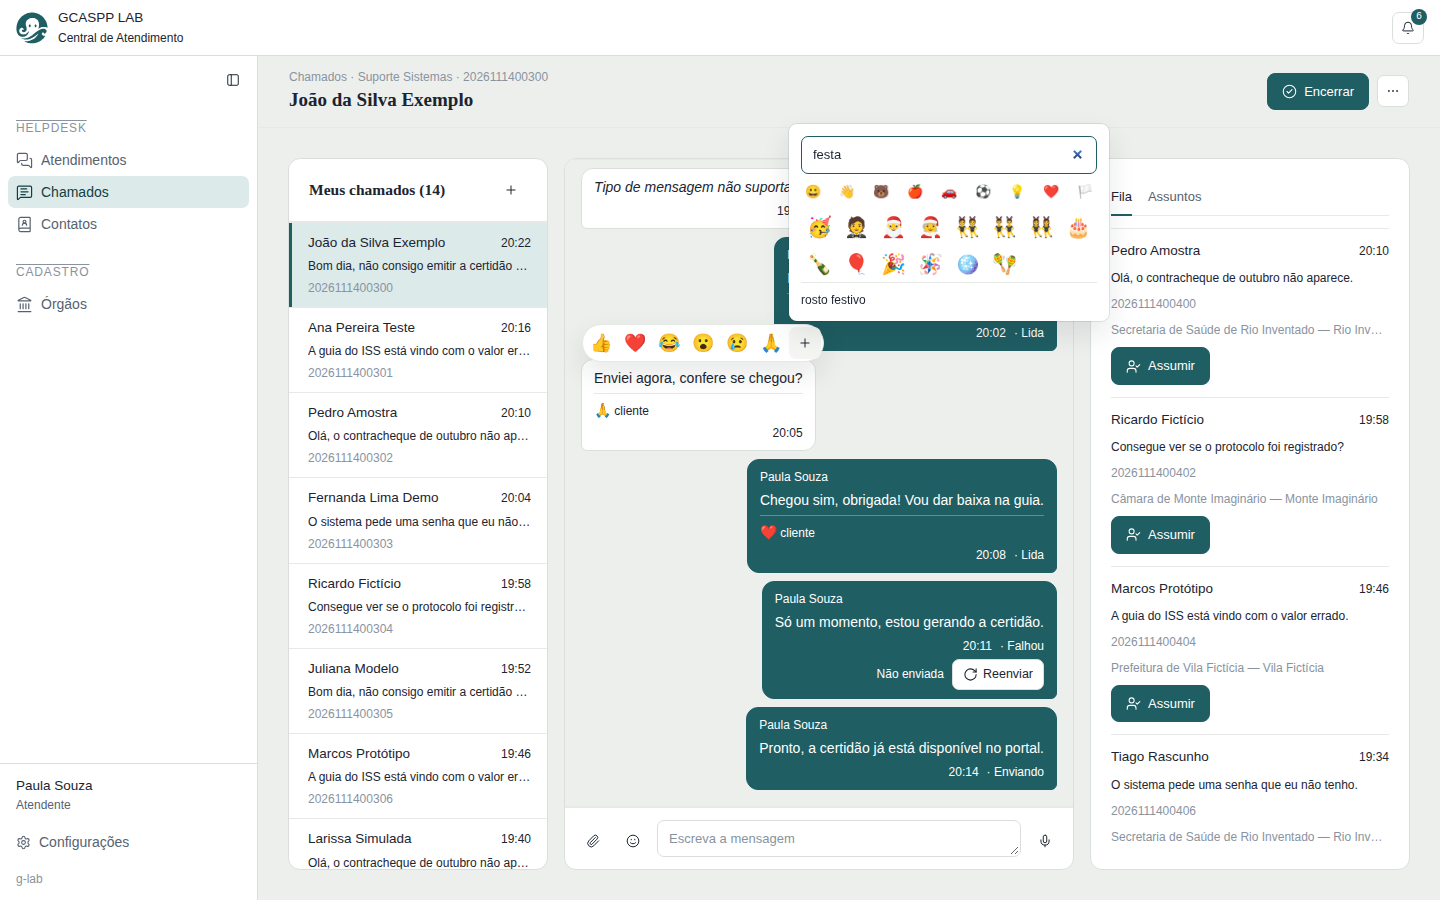 GCASPP LAB
Central de Atendimento
6
HELPDESK
Atendimentos
Chamados
Contatos
CADASTRO
Órgãos
Paula Souza
Atendente
Configurações
g-lab
Chamados · Suporte Sistemas · 2026111400300
João da Silva Exemplo
Encerrar
Meus chamados (14)
João da Silva Exemplo 20:22
Bom dia, não consigo emitir a certidão …
2026111400300
Ana Pereira Teste 20:16
A guia do ISS está vindo com o valor er…
2026111400301
Pedro Amostra 20:10
Olá, o contracheque de outubro não ap…
2026111400302
Fernanda Lima Demo 20:04
O sistema pede uma senha que eu não…
2026111400303
Ricardo Fictício 19:58
Consegue ver se o protocolo foi registr…
2026111400304
Juliana Modelo 19:52
Bom dia, não consigo emitir a certidão …
2026111400305
Marcos Protótipo 19:46
A guia do ISS está vindo com o valor er…
2026111400306
Larissa Simulada 19:40
Olá, o contracheque de outubro não ap…
festa
rosto festivo
Tipo de mensagem não suporta
19
20:02 · Lida
Enviei agora, confere se chegou?
cliente
20:05
Paula Souza
Chegou sim, obrigada! Vou dar baixa na guia.
cliente
20:08 · Lida
Paula Souza
Só um momento, estou gerando a certidão.
20:11 · Falhou
Não enviada Reenviar
Paula Souza
Pronto, a certidão já está disponível no portal.
20:14 · Enviando
Escreva a mensagem
Fila Assuntos
Pedro Amostra 20:10
Olá, o contracheque de outubro não aparece.
2026111400400
Secretaria de Saúde de Rio Inventado — Rio Inv…
Assumir
Ricardo Fictício 19:58
Consegue ver se o protocolo foi registrado?
2026111400402
Câmara de Monte Imaginário — Monte Imaginário
Assumir
Marcos Protótipo 19:46
A guia do ISS está vindo com o valor errado.
2026111400404
Prefeitura de Vila Fictícia — Vila Fictícia
Assumir
Tiago Rascunho 19:34
O sistema pede uma senha que eu não tenho.
2026111400406
Secretaria de Saúde de Rio Inventado — Rio Inv…